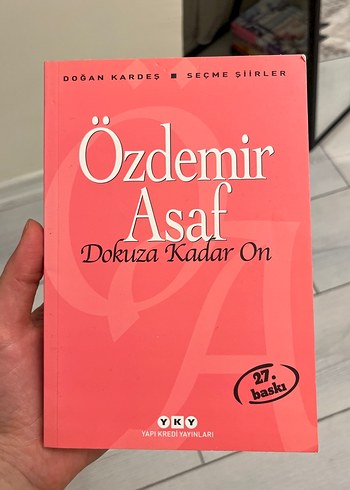 DOĞAN KARDEŞ ■ SEÇME ŞİİRLER
Özdemir
Asaf
Dokuza Kadar On
27.
baskı
YKY
YAPI KREDİ YAYINLARI